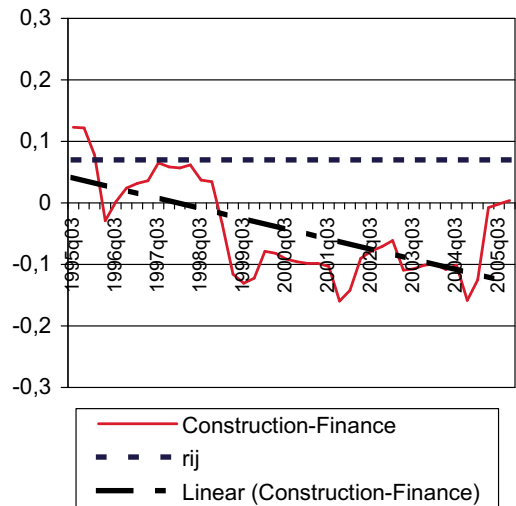 0,3
0,2
0,1
0
-0,1
-0,2
-0,3
1995q03
1996q03
1997q03
1998q03
1999q03
2000q03
2001q03
2002q03
2003q03
2004q03
2005q03
Construction-Finance
rij
Linear (Construction-Finance)